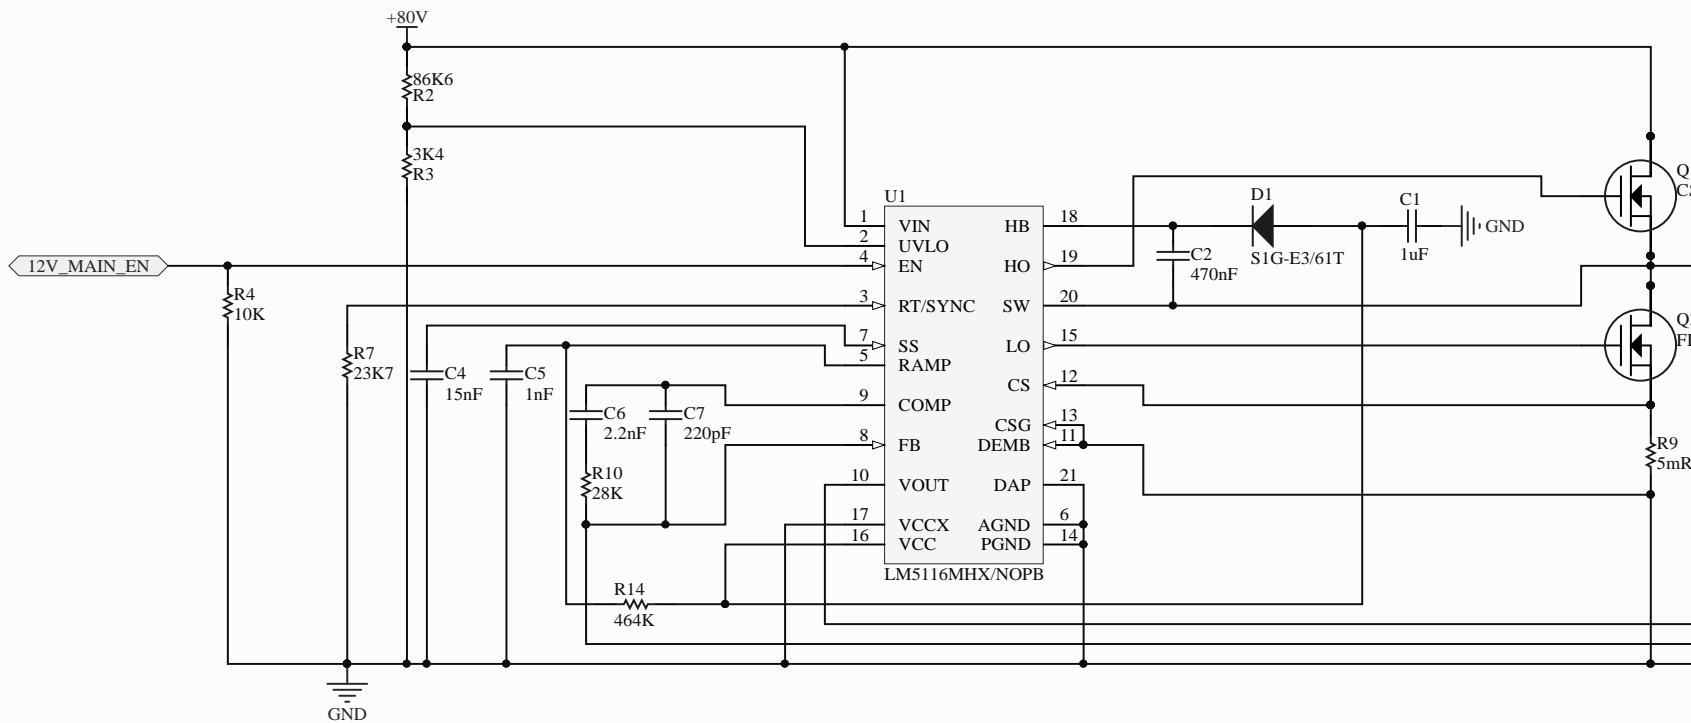 +80V
86K6
R2
3K4
R3
12V_MAIN_EN
R4
10K
R7
23K7
C4
15nF
C5
1nF
C6
2.2nF
C7
220pF
R10
28K
R14
464K
GND
U1
1 VIN
2 UVLO
4 EN
3 RT/SYNC
7 SS
5 RAMP
9 COMP
8 FB
10 VOUT
17 VCCX
16 VCC
HB 18
HO 19
SW 20
LO 15
CS 12
CSG 13
DEMB 11
DAP 21
AGND 6
PGND 14
LM5116MHX/NOPB
D1
S1G-E3/61T
C1
1uF
GND
C2
470nF
R9
5mR